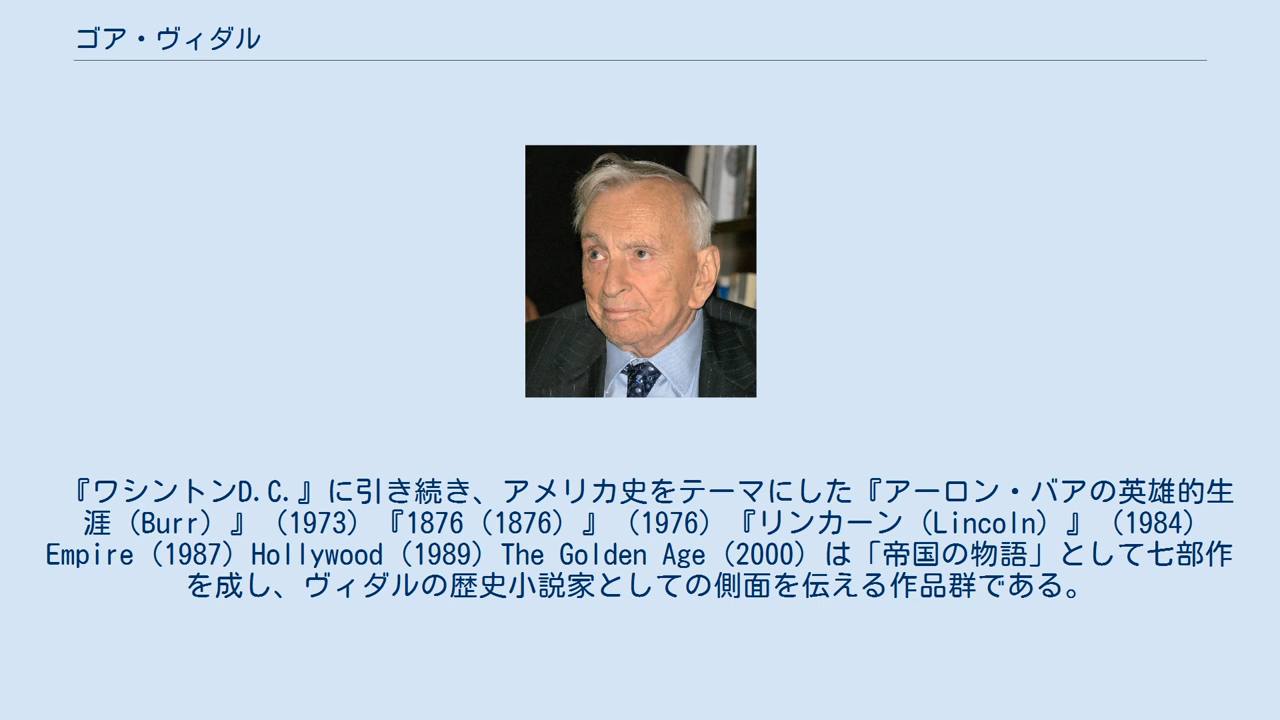 ゴア・ヴィダル
『ワシントンD.C.』に引き続き、アメリカ史をテーマにした『アーロン・バアの英雄的生
涯（Burr）』（1973）『1876（1876）』（1976）『リンカーン（Lincoln）』（1984）
Empire（1987）Hollywood（1989）The Golden Age（2000）は「帝国の物語」として七部作
を成し、ヴィダルの歴史小説家としての側面を伝える作品群である。